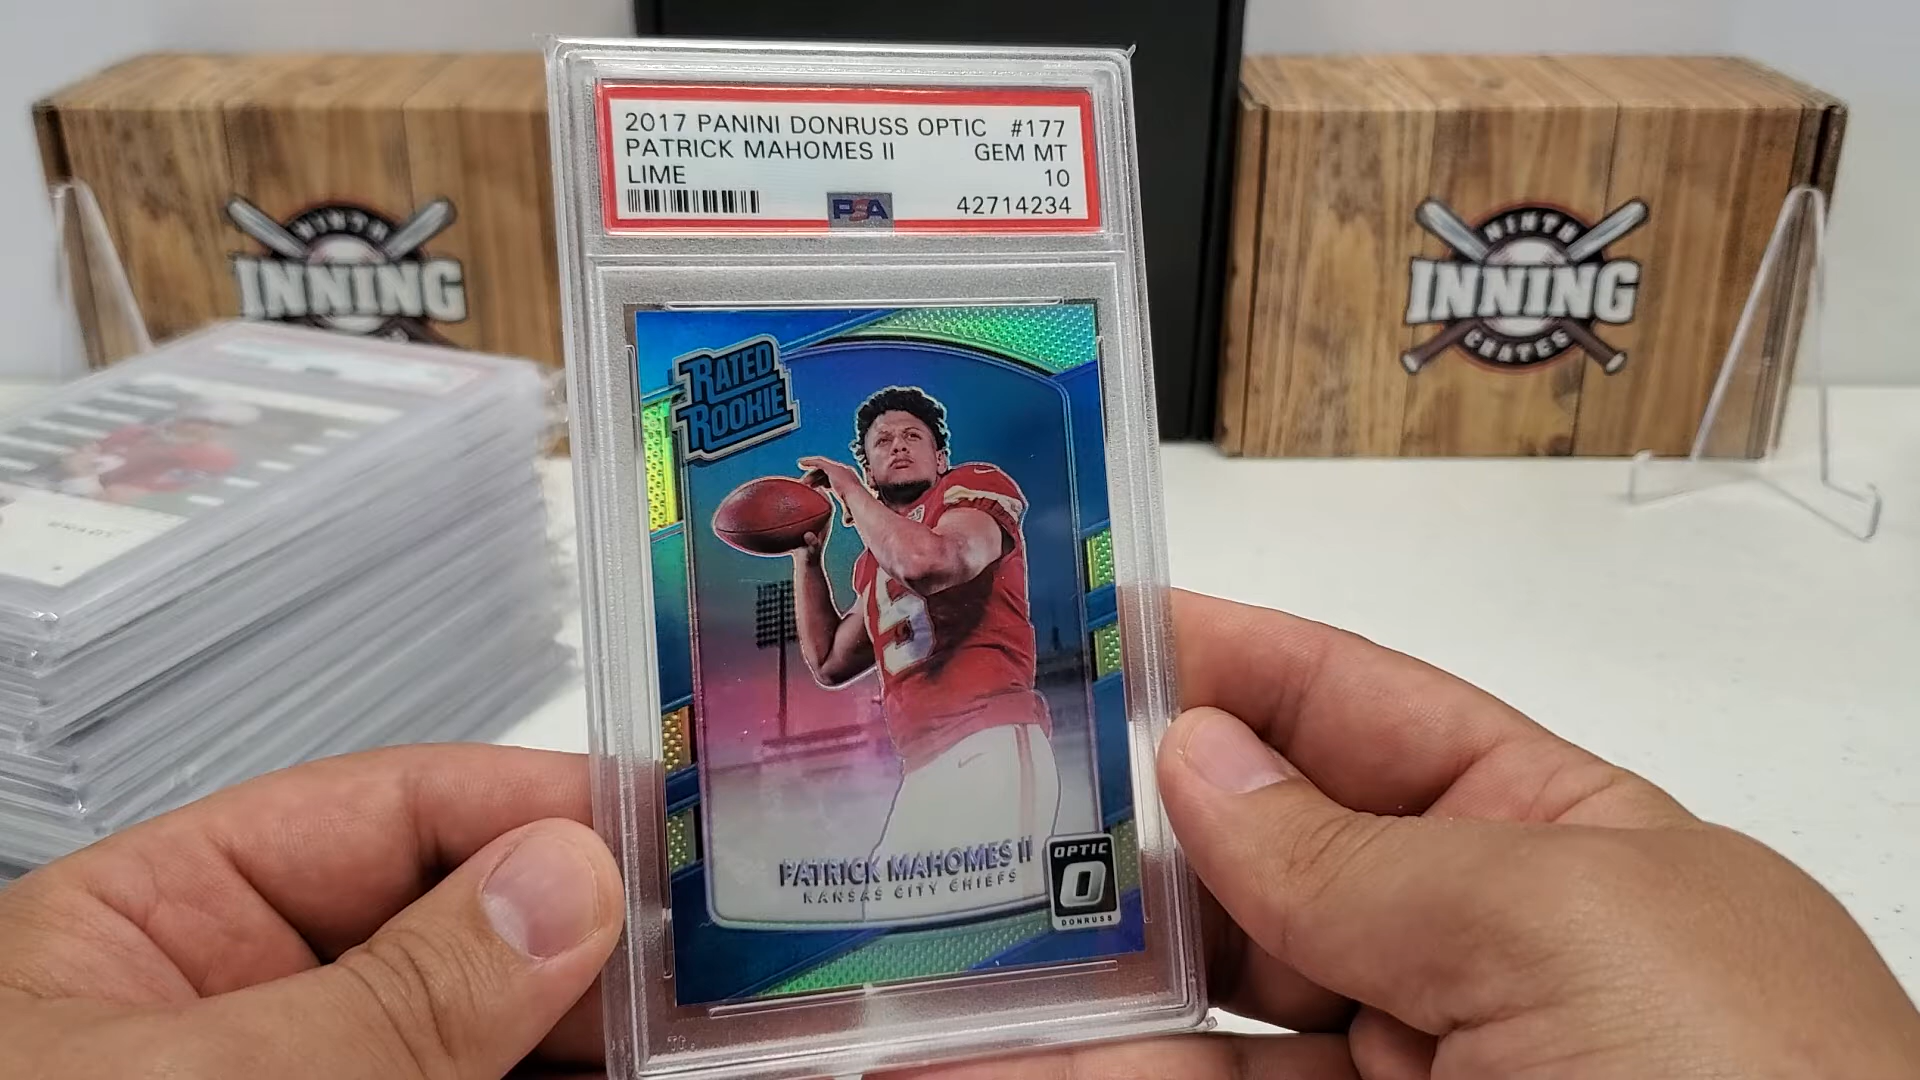 2017 PANINI DONRUSS OPTIC #177
PATRICK MAHOMES II GEM MT
LIME 10
PSA 42714234
RATED
ROOKIE
5
PATRICK MAHOMES II
KANSAS CITY CHIEFS
OPTIC
O
DONRUSS
NINTH
INNING
NINTH
INNING
CRATES